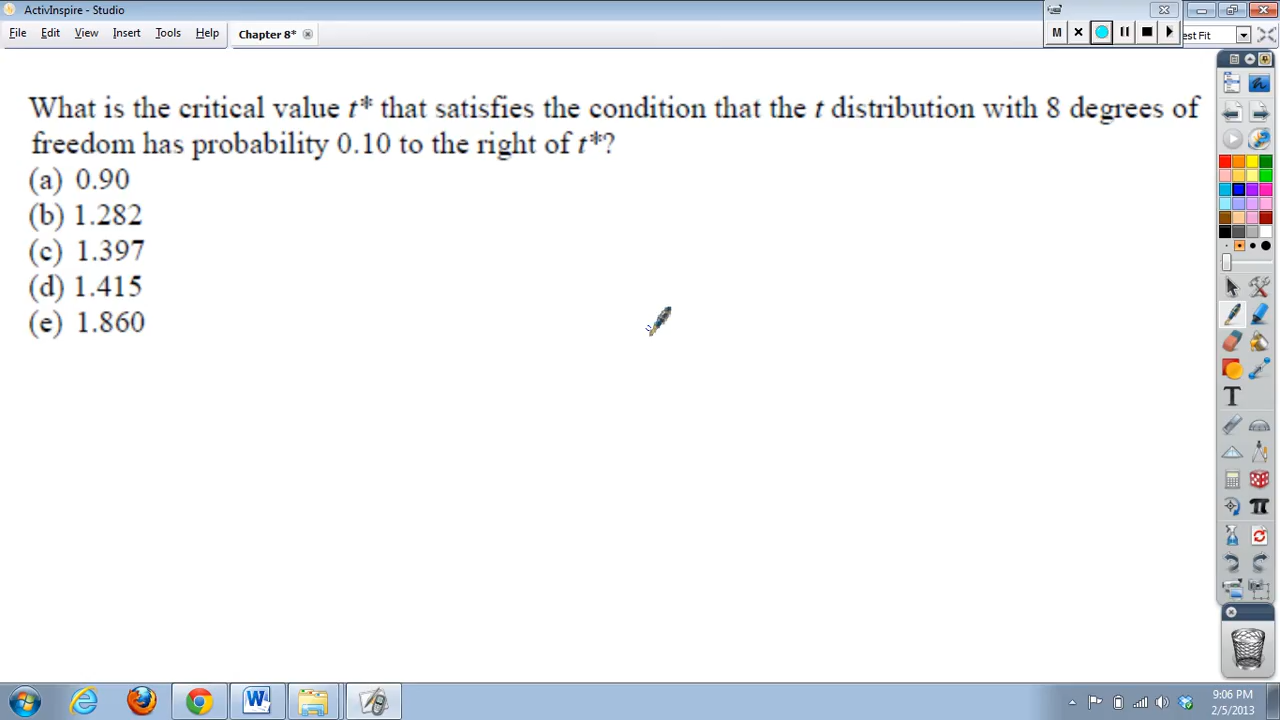 ActivInspire - Studio
File Edit View Insert Tools Help
Chapter 8*
M
est Fit
What is the critical value t* that satisfies the condition that the t distribution with 8 degrees of
freedom has probability 0.10 to the right of t*?
(a) 0.90
(b) 1.282
(c) 1.397
(d) 1.415
(e) 1.860
T
9:06 PM
2/5/2013